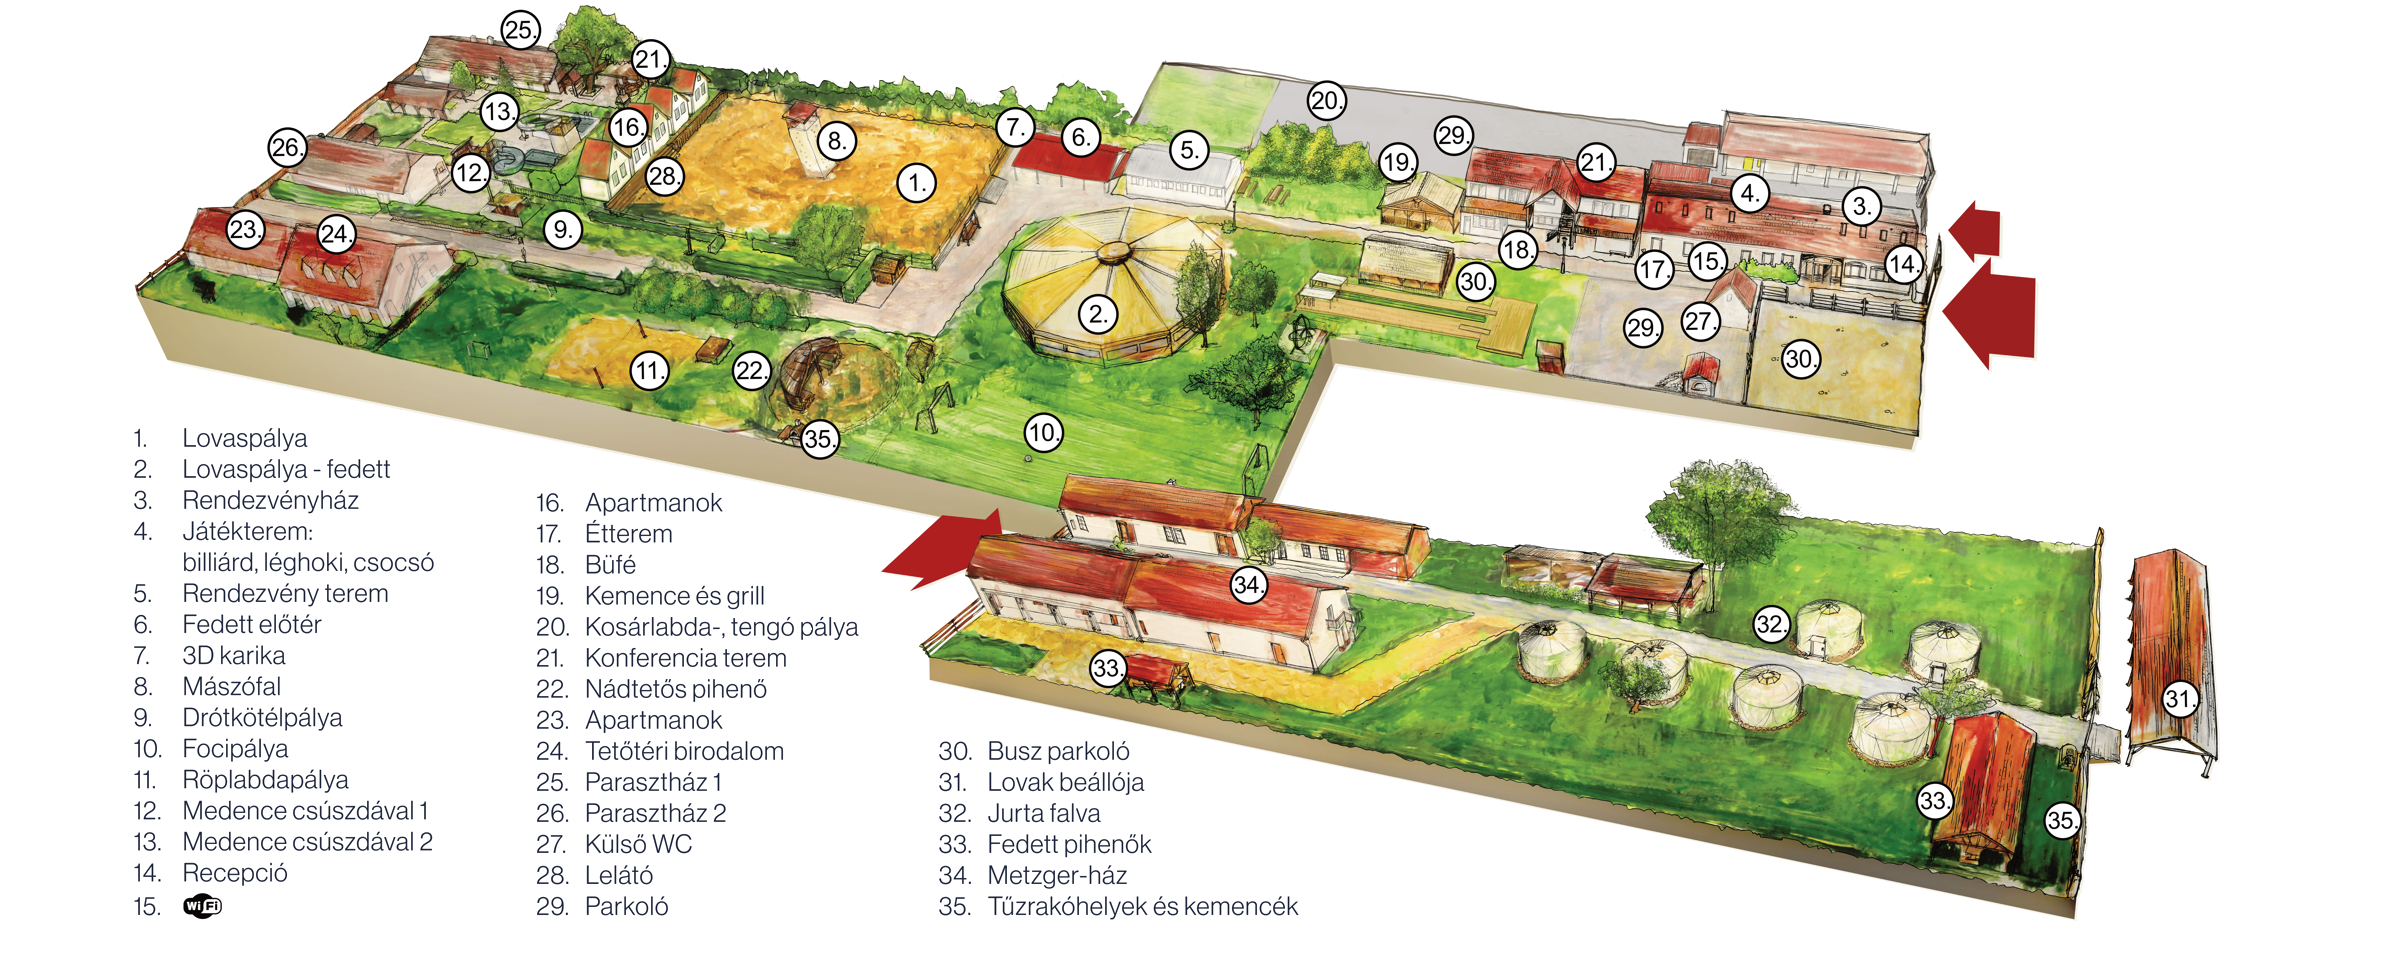 25.
21.
13.
16.
26.
12.
28.
8.
1.
7.
6.
5.
20.
29.
19.
21.
4.
3.
23.
24.
9.
18.
17.
15.
14.
30.
2.
29.
27.
30.
11.
22.
35.
10.
34.
33.
32.
31.
33.
35.
1. Lovaspálya
2. Lovaspálya - fedett
3. Rendezvényház
4. Játékterem:
billiárd, léghoki, csocsó
5. Rendezvény terem
6. Fedett előtér
7. 3D karika
8. Mászófal
9. Drótkötélpálya
10. Focipálya
11. Röplabdapálya
12. Medence csúszdával 1
13. Medence csúszdával 2
14. Recepció
15. WiFi
16. Apartmanok
17. Étterem
18. Büfé
19. Kemence és grill
20. Kosárlabda-, tengó pálya
21. Konferencia terem
22. Nádtetős pihenő
23. Apartmanok
24. Tetőtéri birodalom
25. Parasztház 1
26. Parasztház 2
27. Külső WC
28. Lelátó
29. Parkoló
30. Busz parkoló
31. Lovak beállója
32. Jurta falva
33. Fedett pihenők
34. Metzger-ház
35. Tűzrakóhelyek és kemencék